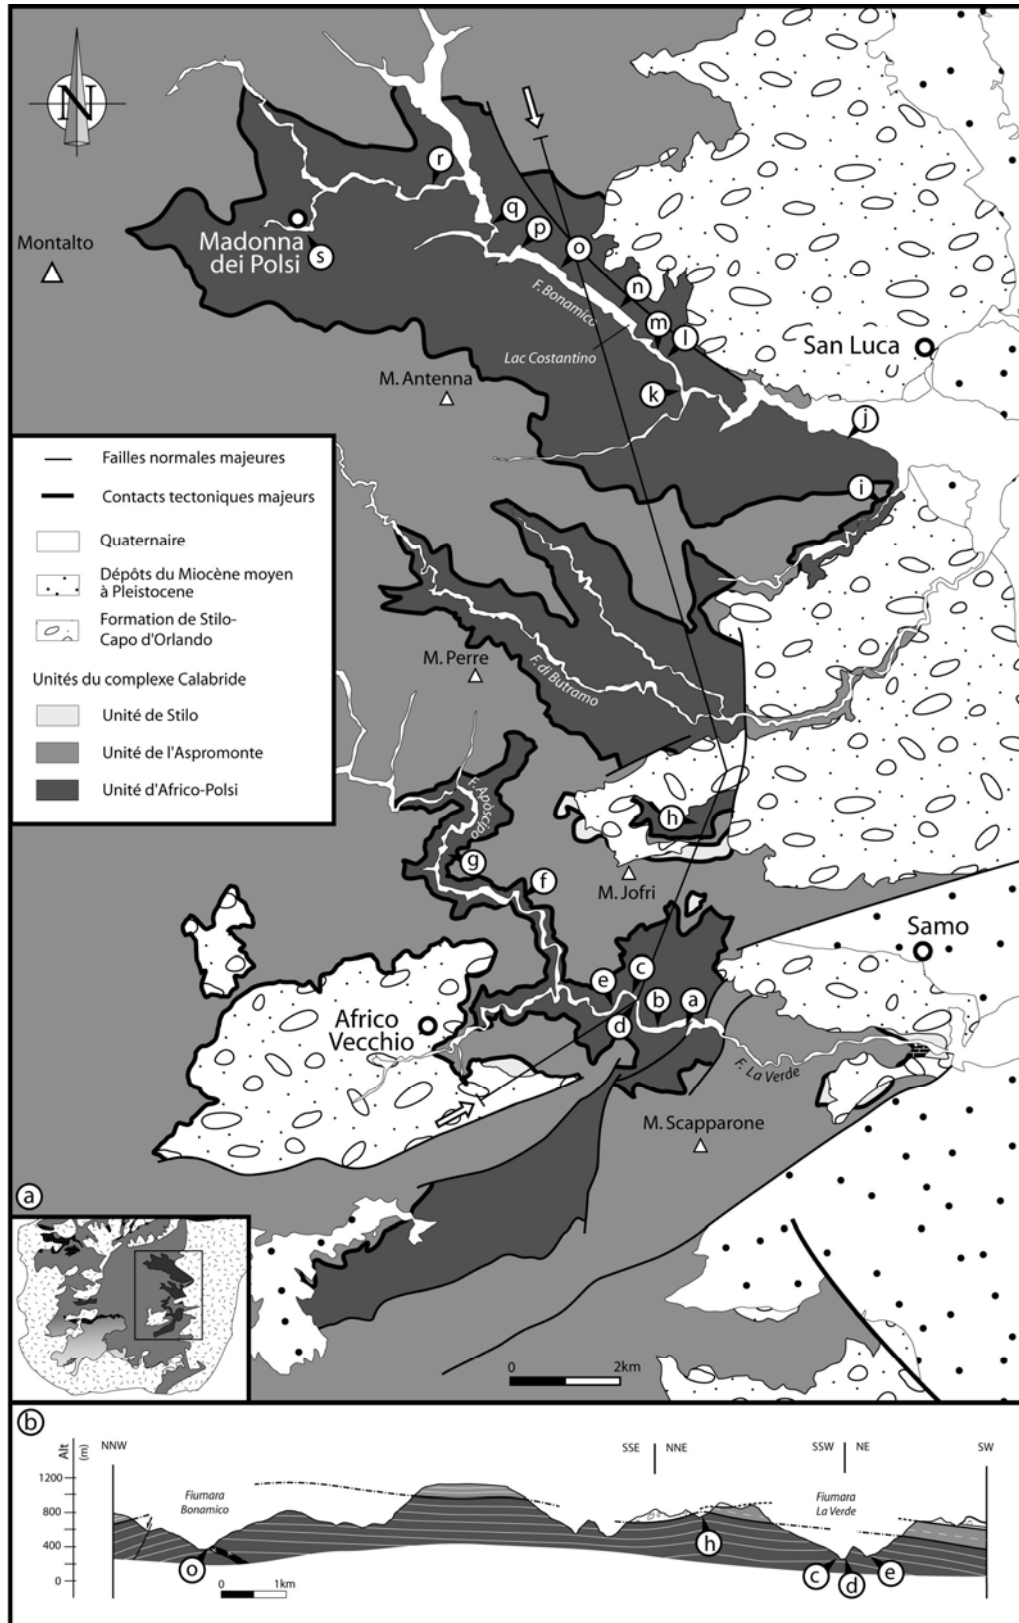 N
Montalto
Madonna
dei Polsi
s
r
q
p
o
n
m
l
k
j
i
F. Bonamico
Lac Costantino
San Luca
M. Antenna
Failles normales majeures
Contacts tectoniques majeurs
Quaternaire
Dépôts du Miocène moyen
à Pleistocene
Formation de Stilo-
Capo d'Orlando
Unités du complexe Calabride
Unité de Stilo
Unité de l'Aspromonte
Unité d'Africo-Polsi
M. Perre
F. di Butramo
F. Apòscipo
h
g
f
M. Jofri
Samo
e
c
b
a
d
Africo
Vecchio
F. La Verde
M. Scapparone
a
0 2km
b
Alt
(m)
NNW
SSE
NNE
SSW
NE
SW
1200
800
400
0
Fiumara
Bonamico
Fiumara
La Verde
o
h
c
d
e
0 1km